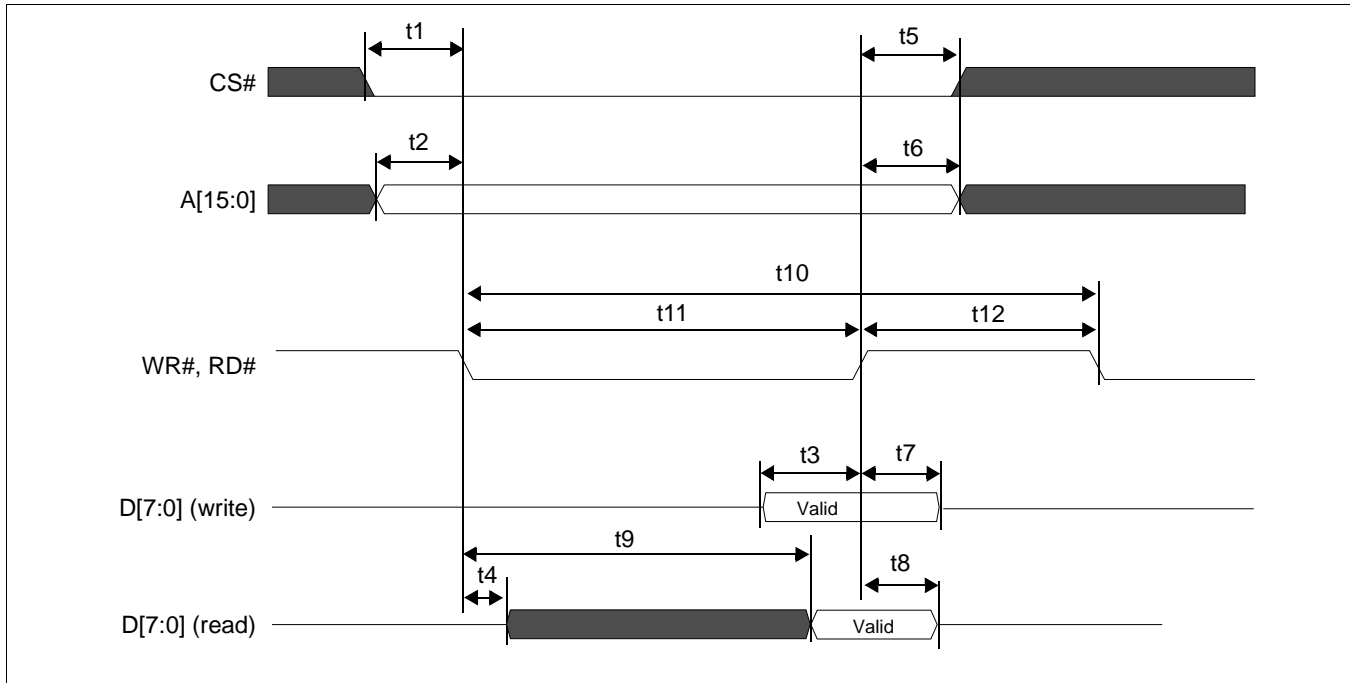 t1
t5
CS#
t2
t6
A[15:0]
t10
t11
t12
WR#, RD#
t3
t7
D[7:0] (write)
Valid
t9
t4
t8
D[7:0] (read)
Valid